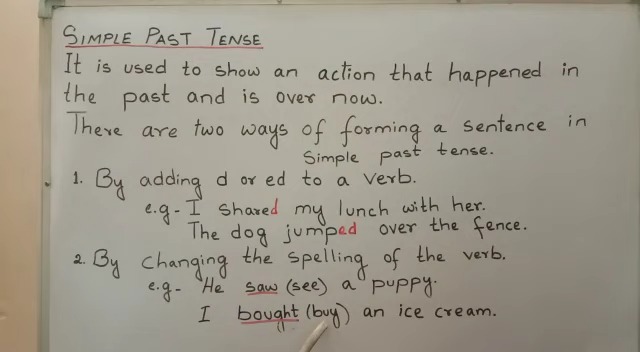 SIMPLE PAST TENSE
It is used to show an action that happened in
the past and is over now.
There are two ways of forming a sentence in
Simple past tense.
1. By adding d or ed to a verb.
e.g - I shared my lunch with her.
The dog jumped over the fence.
2. By changing the spelling of the verb.
e.g - He saw (see) a puppy.
I bought (buy) an ice cream.